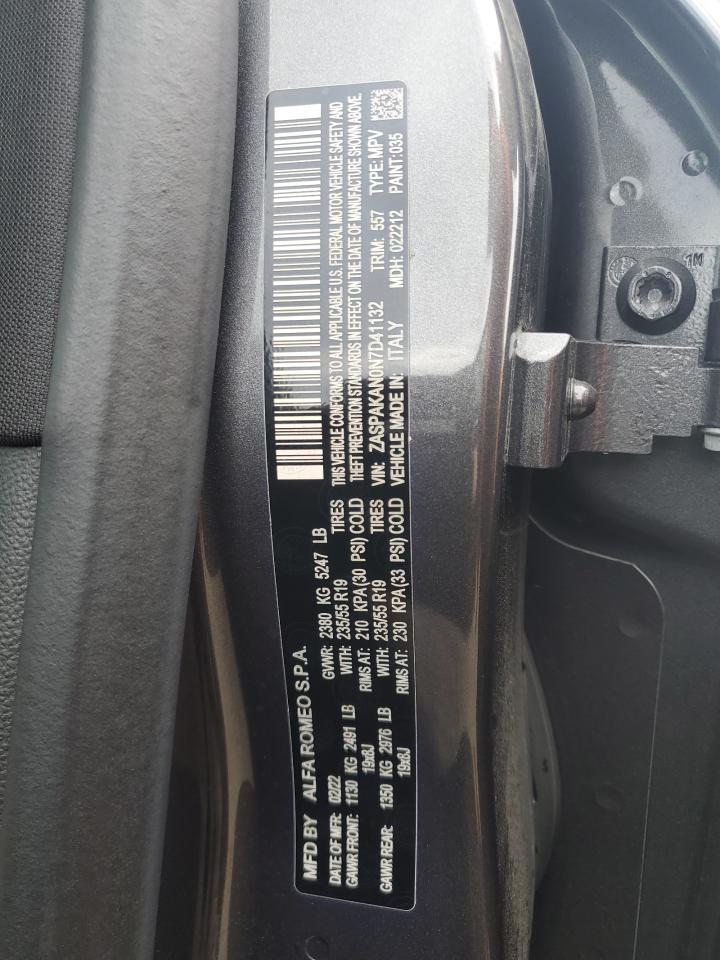 MFD BY ALFA ROMEO S.P.A.
DATE OF MFR: 02/22 GVWR: 2380 KG 5247 LB
GAWR FRONT: 1130 KG 2491 LB WITH: 235/55 R19 TIRES
19x8J RIMS AT: 210 KPA(30 PSI) COLD
GAWR REAR: 1350 KG 2976 LB WITH: 235/55 R19 TIRES
19x8J RIMS AT: 230 KPA (33 PSI) COLD
THIS VEHICLE CONFORMS TO ALL APPLICABLE U.S. FEDERAL MOTOR VEHICLE SAFETY AND
THEFT PREVENTION STANDARDS IN EFFECT ON THE DATE OF MANUFACTURE SHOWN ABOVE.
VIN: ZASPAKAN0N7D41132 TRIM: 557 TYPE: MPV
VEHICLE MADE IN: ITALY MDH: 022212 PAINT: 035